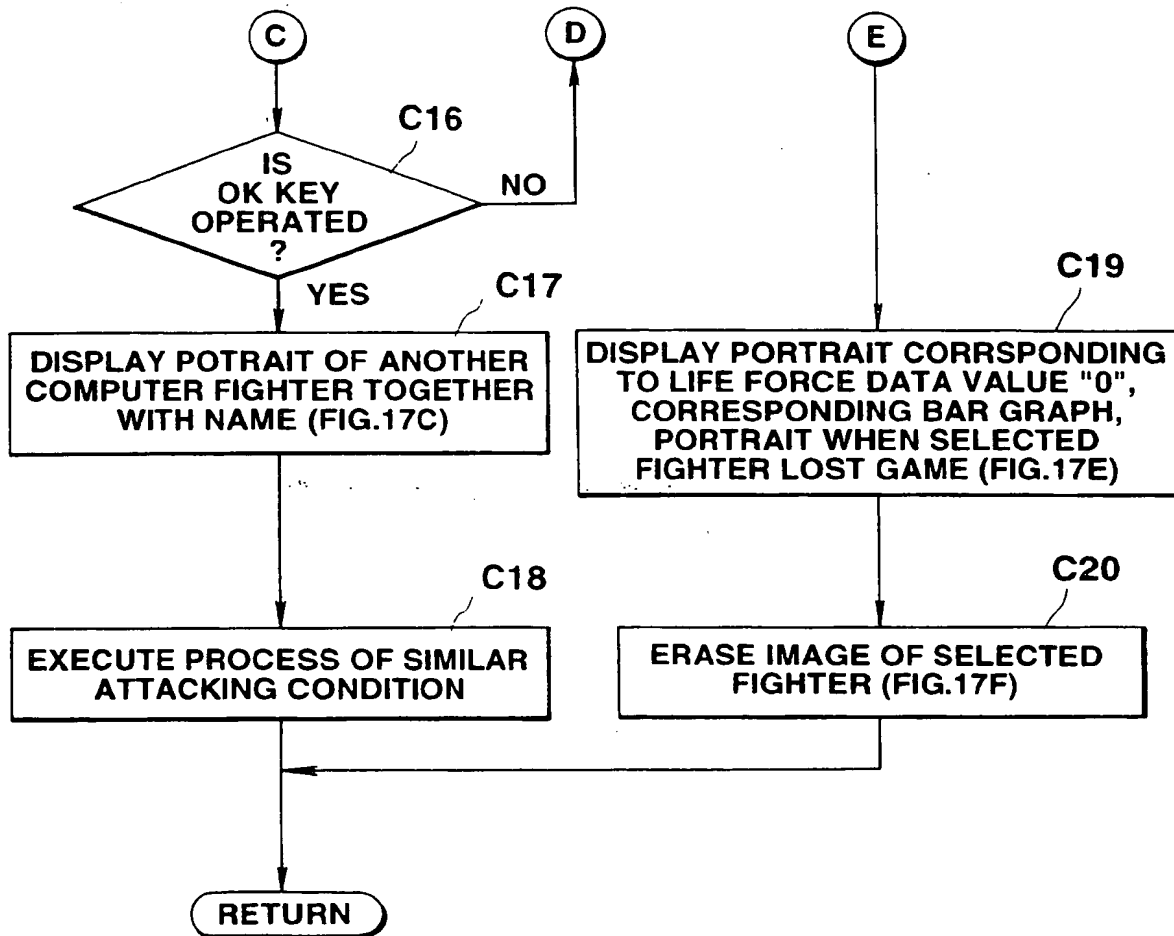 C
D
E
C16
IS
OK KEY
OPERATED
?
NO
YES
C17
DISPLAY POTRAIT OF ANOTHER
COMPUTER FIGHTER TOGETHER
WITH NAME (FIG.17C)
C19
DISPLAY PORTRAIT CORRSPONDING
TO LIFE FORCE DATA VALUE "0",
CORRESPONDING BAR GRAPH,
PORTRAIT WHEN SELECTED
FIGHTER LOST GAME (FIG.17E)
C18
EXECUTE PROCESS OF SIMILAR
ATTACKING CONDITION
C20
ERASE IMAGE OF SELECTED
FIGHTER (FIG.17F)
RETURN